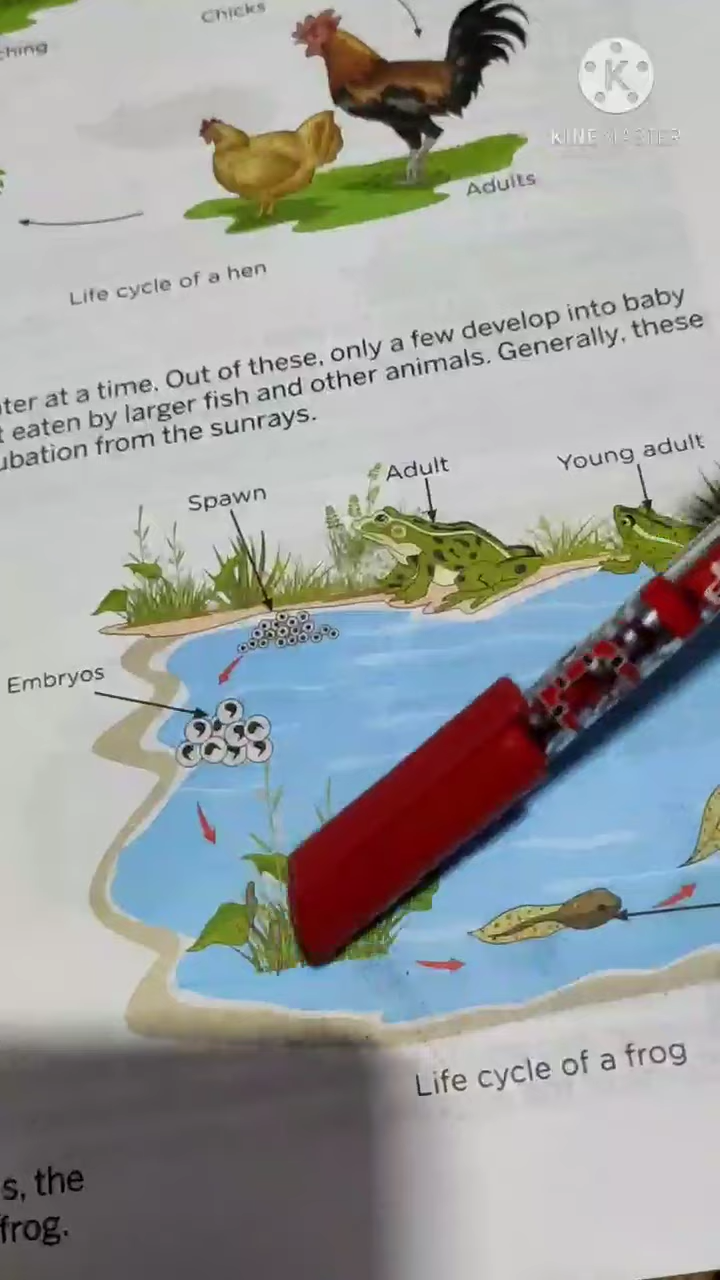 Chicks
ching
K
KINEMASTER
Adults
Life cycle of a hen
ter at a time. Out of these, only a few develop into baby
t eaten by larger fish and other animals. Generally, these
ubation from the sunrays.
Spawn
Adult
Young adult
Embryos
Life cycle of a frog
s, the
frog.